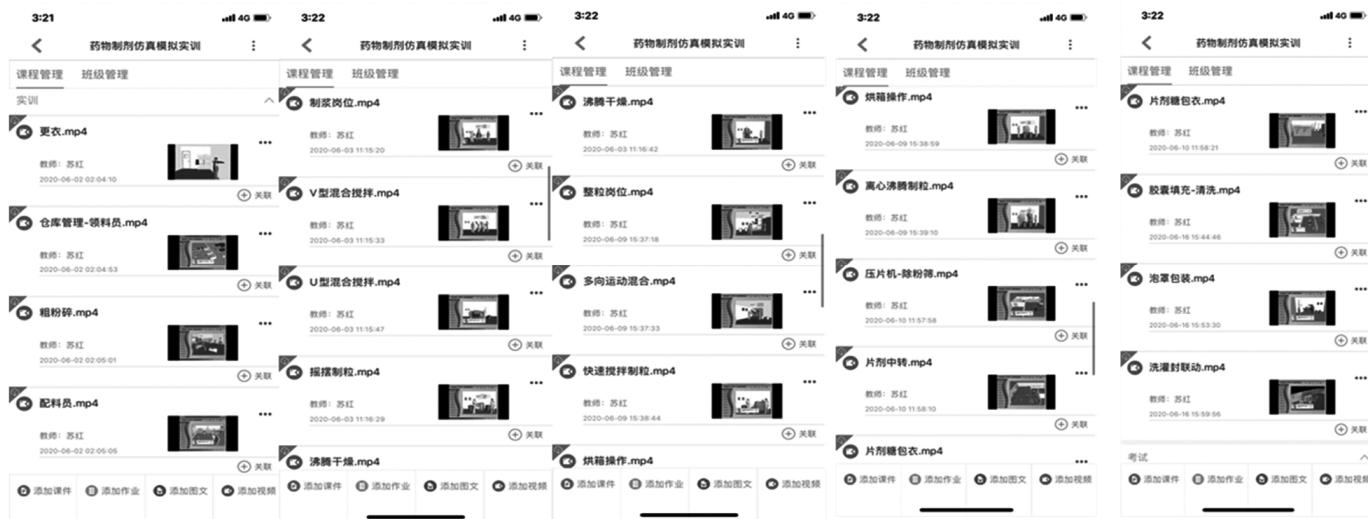 3:21
4G
药物制剂仿真模拟实训
课程管理 班级管理
实训
更衣.mp4
教师：苏红
2020-06-02 02:04:10
关联
仓库管理-领料员.mp4
教师：苏红
2020-06-02 02:04:53
关联
粗粉碎.mp4
教师：苏红
2020-06-02 02:05:01
关联
配料员.mp4
教师：苏红
2020-06-02 02:05:05
关联
添加课件 添加作业 添加图文 添加视频
3:22
4G
药物制剂仿真模拟实训
课程管理 班级管理
制浆岗位.mp4
教师：苏红
2020-06-03 11:15:20
关联
V型混合搅拌.mp4
教师：苏红
2020-06-03 11:15:33
关联
U型混合搅拌.mp4
教师：苏红
2020-06-03 11:15:47
关联
摇摆制粒.mp4
教师：苏红
2020-06-03 11:16:29
关联
沸腾干燥.mp4
添加课件 添加作业 添加图文 添加视频
3:22
4G
药物制剂仿真模拟实训
课程管理 班级管理
沸腾干燥.mp4
教师：苏红
2020-06-03 11:16:42
关联
整粒岗位.mp4
教师：苏红
2020-06-09 15:37:18
关联
多向运动混合.mp4
教师：苏红
2020-06-09 15:37:33
关联
快速搅拌制粒.mp4
教师：苏红
2020-06-09 15:38:44
关联
烘箱操作.mp4
添加课件 添加作业 添加图文 添加视频
3:22
4G
药物制剂仿真模拟实训
课程管理 班级管理
烘箱操作.mp4
教师：苏红
2020-06-09 15:38:59
关联
离心沸腾制粒.mp4
教师：苏红
2020-06-09 15:39:10
关联
压片机-除粉筛.mp4
教师：苏红
2020-06-10 11:57:58
关联
片剂中转.mp4
教师：苏红
2020-06-10 11:58:10
关联
片剂糖包衣.mp4
添加课件 添加作业 添加图文 添加视频
3:22
4G
药物制剂仿真模拟实训
课程管理 班级管理
片剂糖包衣.mp4
教师：苏红
2020-06-10 11:58:21
关联
胶囊填充-清洗.mp4
教师：苏红
2020-06-16 15:44:46
关联
泡罩包装.mp4
教师：苏红
2020-06-16 15:53:30
关联
洗灌封联动.mp4
教师：苏红
2020-06-16 15:59:56
关联
考试
添加课件 添加作业 添加图文 添加视频